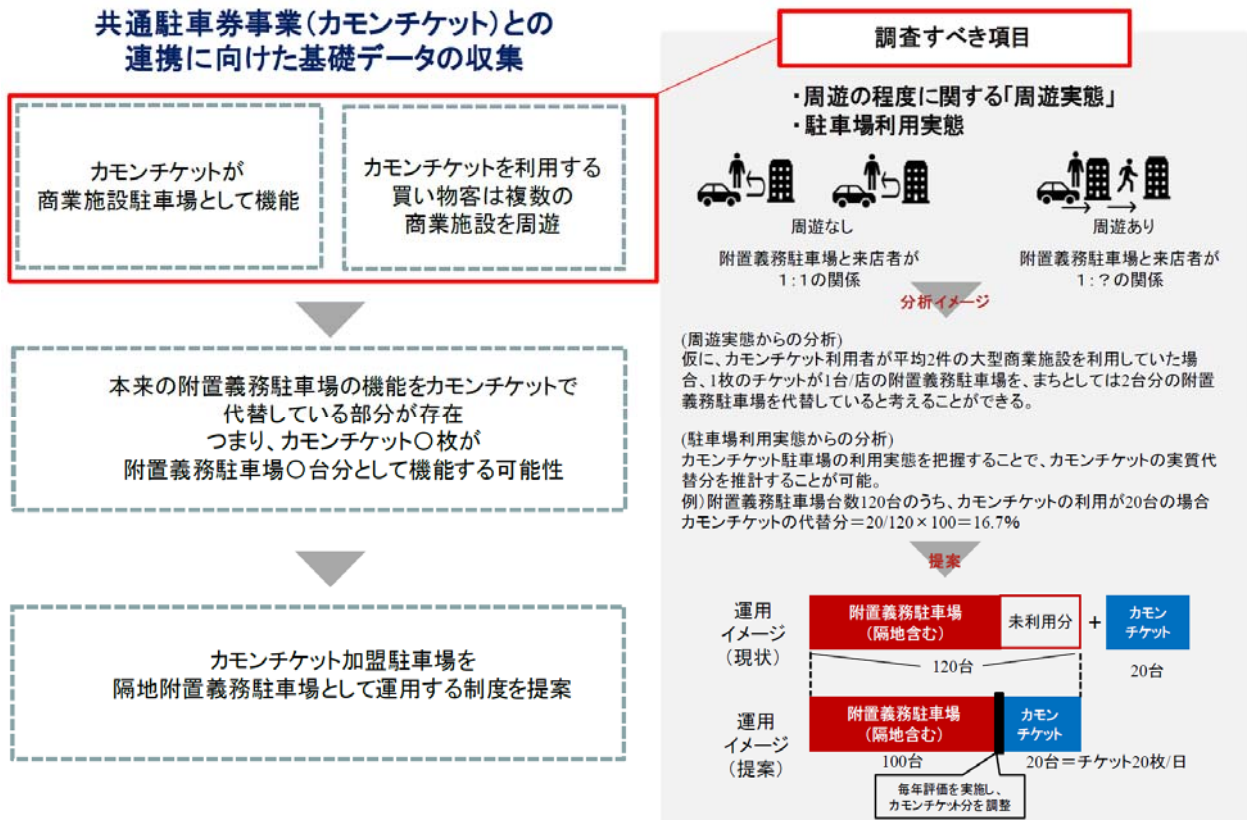 共通駐車券事業(カモンチケット)との
連携に向けた基礎データの収集
カモンチケットが
商業施設駐車場として機能
カモンチケットを利用する
買い物客は複数の
商業施設を周遊
本来の附置義務駐車場の機能をカモンチケットで
代替している部分が存在
つまり、カモンチケット〇枚が
附置義務駐車場〇台分として機能する可能性
カモンチケット加盟駐車場を
隔地附置義務駐車場として運用する制度を提案
調査すべき項目
・周遊の程度に関する「周遊実態」
・駐車場利用実態
周遊なし
附置義務駐車場と来店者が
1:1の関係
周遊あり
附置義務駐車場と来店者が
1:?の関係
分析イメージ
(周遊実態からの分析)
仮に、カモンチケット利用者が平均2件の大型商業施設を利用していた場
合、1枚のチケットが1台/店の附置義務駐車場を、まちとしては2台分の附置
義務駐車場を代替していると考えることができる。
(駐車場利用実態からの分析)
カモンチケット駐車場の利用実態を把握することで、カモンチケットの実質代
替分を推計することが可能。
例)附置義務駐車場台数120台のうち、カモンチケットの利用が20台の場合
カモンチケットの代替分=20/120×100=16.7%
提案
運用
イメージ
(現状)
附置義務駐車場
(隔地含む)
未利用分
+
カモン
チケット
120台
20台
運用
イメージ
(提案)
附置義務駐車場
(隔地含む)
カモン
チケット
100台
20台=チケット20枚/日
毎年評価を実施し、
カモンチケット分を調整